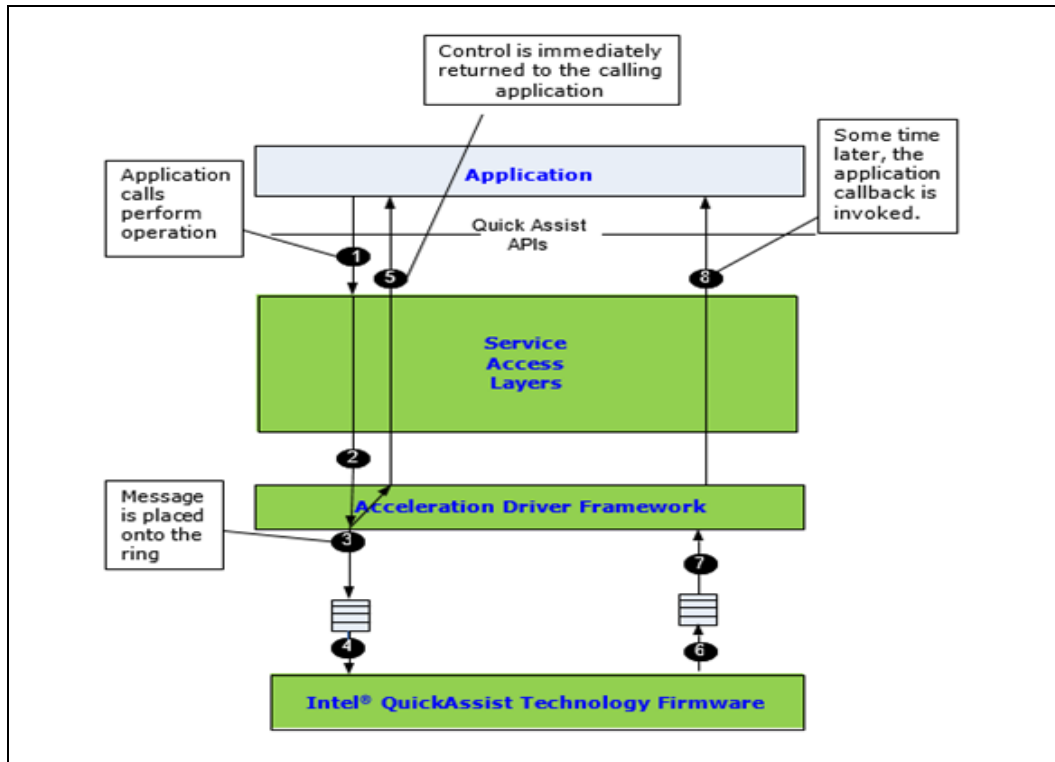 Control is immediately
returned to the calling
application
Application
calls
perform
operation
Some time
later, the
application
callback is
invoked.
Application
Quick Assist
APIs
1
5
8
Service
Access
Layers
2
Message
is placed
onto the
ring
Acceleration Driver Framework
3
7
4
6
Intel® QuickAssist Technology Firmware